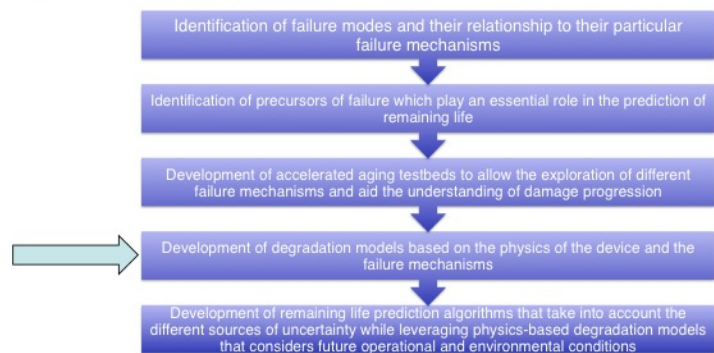 Identification of failure modes and their relationship to their particular
failure mechanisms
Identification of precursors of failure which play an essential role in the prediction of
remaining life
Development of accelerated aging testbeds to allow the exploration of different
failure mechanisms and aid the understanding of damage progression
Development of degradation models based on the physics of the device and the
failure mechanisms
Development of remaining life prediction algorithms that take into account the
different sources of uncertainty while leveraging physics-based degradation models
that considers future operational and environmental conditions